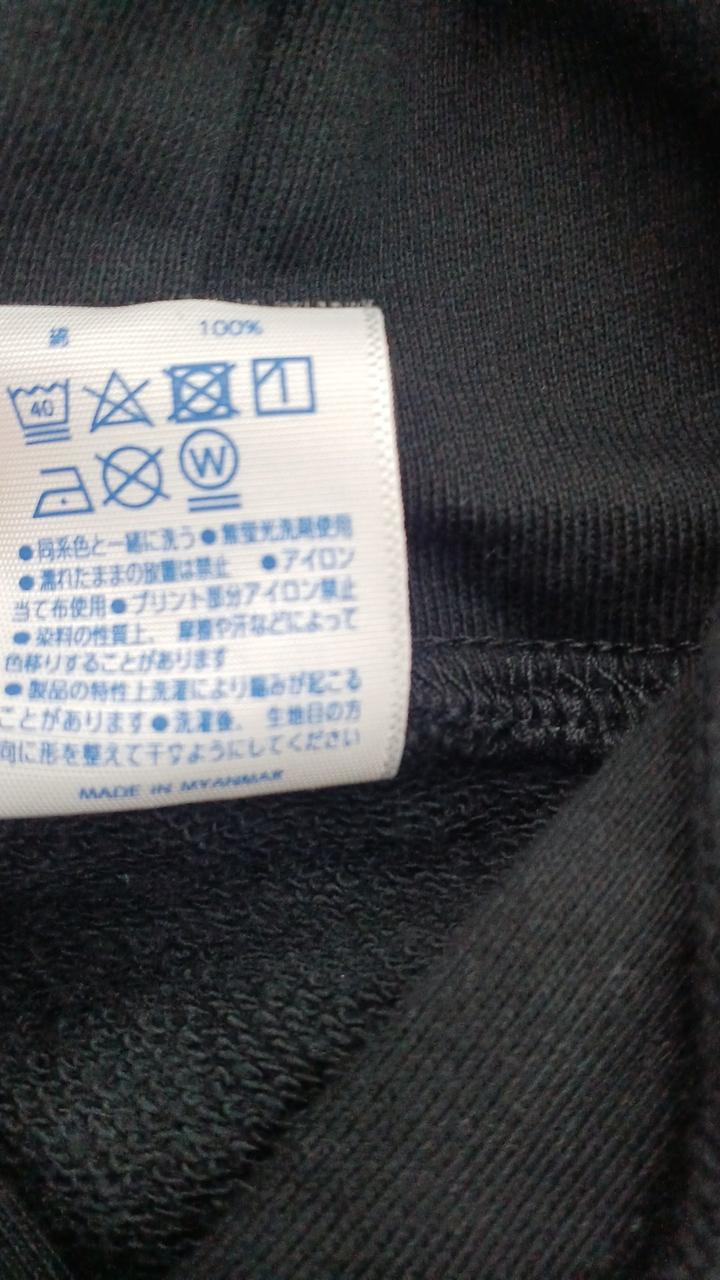 綿 100%
40
W
●同系色と一緒に洗う●無蛍光洗剤使用
●濡れたままの放置は禁止 ●アイロン
当て布使用●プリント部分アイロン禁止
●染料の性質上、摩擦や汗などによって
色移りすることがあります
●製品の特性上洗濯により縮みが起こる
ことがあります●洗濯後、生地目の方
向に形を整えて干すようにしてください
MADE IN MYANMAR